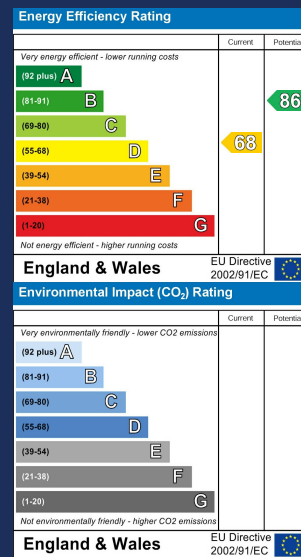 Energy Efficiency Rating
Current Potential
Very energy efficient - lower running costs
(92 plus) A
(81-91) B
(69-80) C
(55-68) D
(39-54) E
(21-38) F
(1-20) G
68
86
Not energy efficient - higher running costs
England & Wales
EU Directive
2002/91/EC
Environmental Impact (CO₂) Rating
Current Potential
Very environmentally friendly - lower CO2 emissions
(92 plus) A
(81-91) B
(69-80) C
(55-68) D
(39-54) E
(21-38) F
(1-20) G
Not environmentally friendly - higher CO2 emissions
England & Wales
EU Directive
2002/91/EC